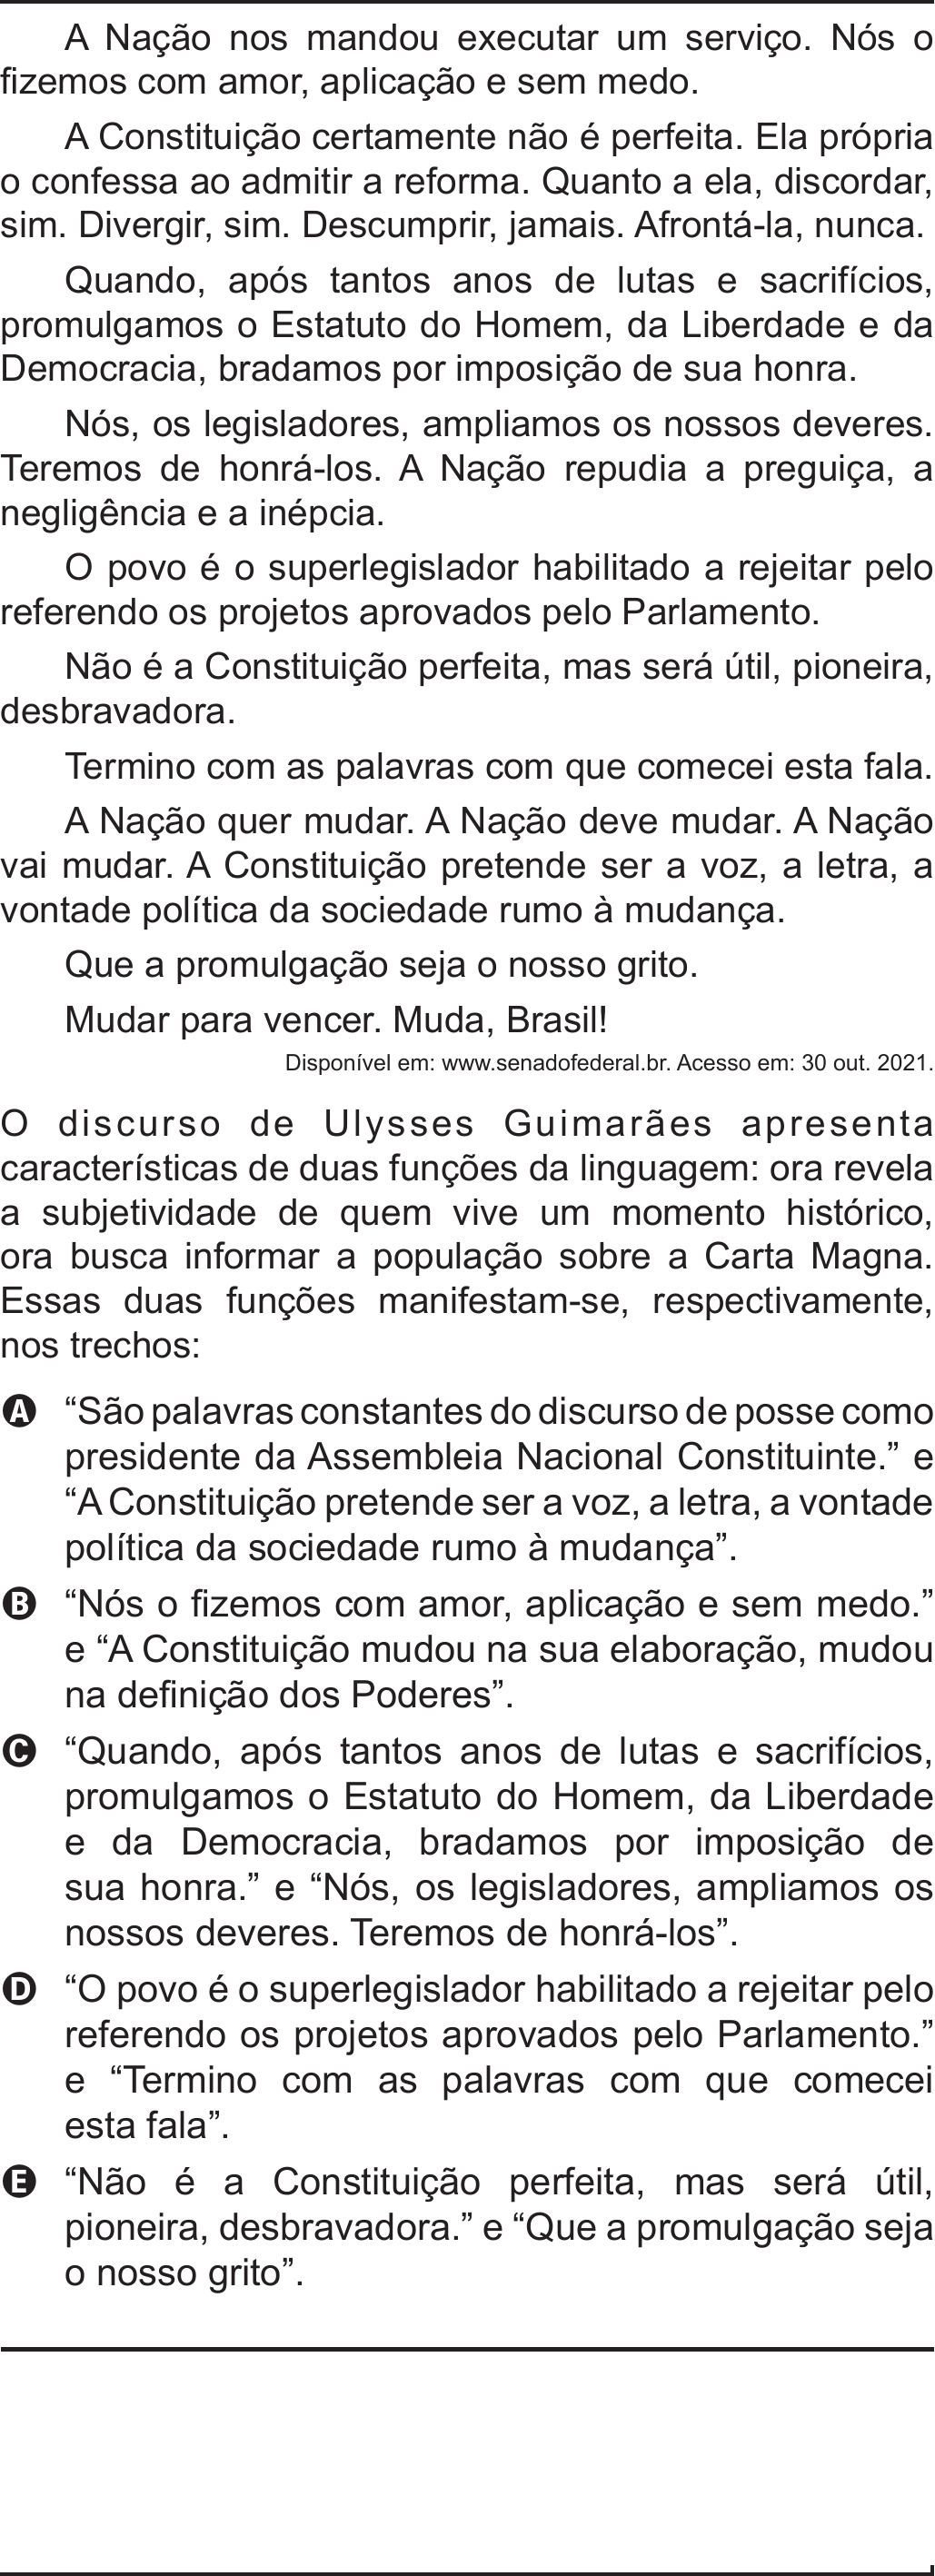 A Nação nos mandou executar um serviço. Nós o
fizemos com amor, aplicação e sem medo.
A Constituição certamente não é perfeita. Ela própria
o confessa ao admitir a reforma. Quanto a ela, discordar,
sim. Divergir, sim. Descumprir, jamais. Afrontá-la, nunca.
Quando, após tantos anos de lutas e sacrifícios,
promulgamos o Estatuto do Homem, da Liberdade e da
Democracia, bradamos por imposição de sua honra.
Nós, os legisladores, ampliamos os nossos deveres.
Teremos de honrá-los. A Nação repudia a preguiça, a
negligência e a inépcia.
O povo é o superlegislador habilitado a rejeitar pelo
referendo os projetos aprovados pelo Parlamento.
Não é a Constituição perfeita, mas será útil, pioneira,
desbravadora.
Termino com as palavras com que comecei esta fala.
A Nação quer mudar. A Nação deve mudar. A Nação
vai mudar. A Constituição pretende ser a voz, a letra, a
vontade política da sociedade rumo à mudança.
Que a promulgação seja o nosso grito.
Mudar para vencer. Muda, Brasil!
Disponível em: www.senadofederal.br. Acesso em: 30 out. 2021.
O discurso de Ulysses Guimarães apresenta
características de duas funções da linguagem: ora revela
a subjetividade de quem vive um momento histórico,
ora busca informar a população sobre a Carta Magna.
Essas duas funções manifestam-se, respectivamente,
nos trechos:
A “São palavras constantes do discurso de posse como
presidente da Assembleia Nacional Constituinte.” e
“A Constituição pretende ser a voz, a letra, a vontade
política da sociedade rumo à mudança”.
B “Nós o fizemos com amor, aplicação e sem medo.”
e “A Constituição mudou na sua elaboração, mudou
na definição dos Poderes”.
C “Quando, após tantos anos de lutas e sacrifícios,
promulgamos o Estatuto do Homem, da Liberdade
e da Democracia, bradamos por imposição de
sua honra.” e “Nós, os legisladores, ampliamos os
nossos deveres. Teremos de honrá-los”.
D “O povo é o superlegislador habilitado a rejeitar pelo
referendo os projetos aprovados pelo Parlamento.”
e “Termino com as palavras com que comecei
esta fala”.
E “Não é a Constituição perfeita, mas será útil,
pioneira, desbravadora.” e “Que a promulgação seja
o nosso grito”.